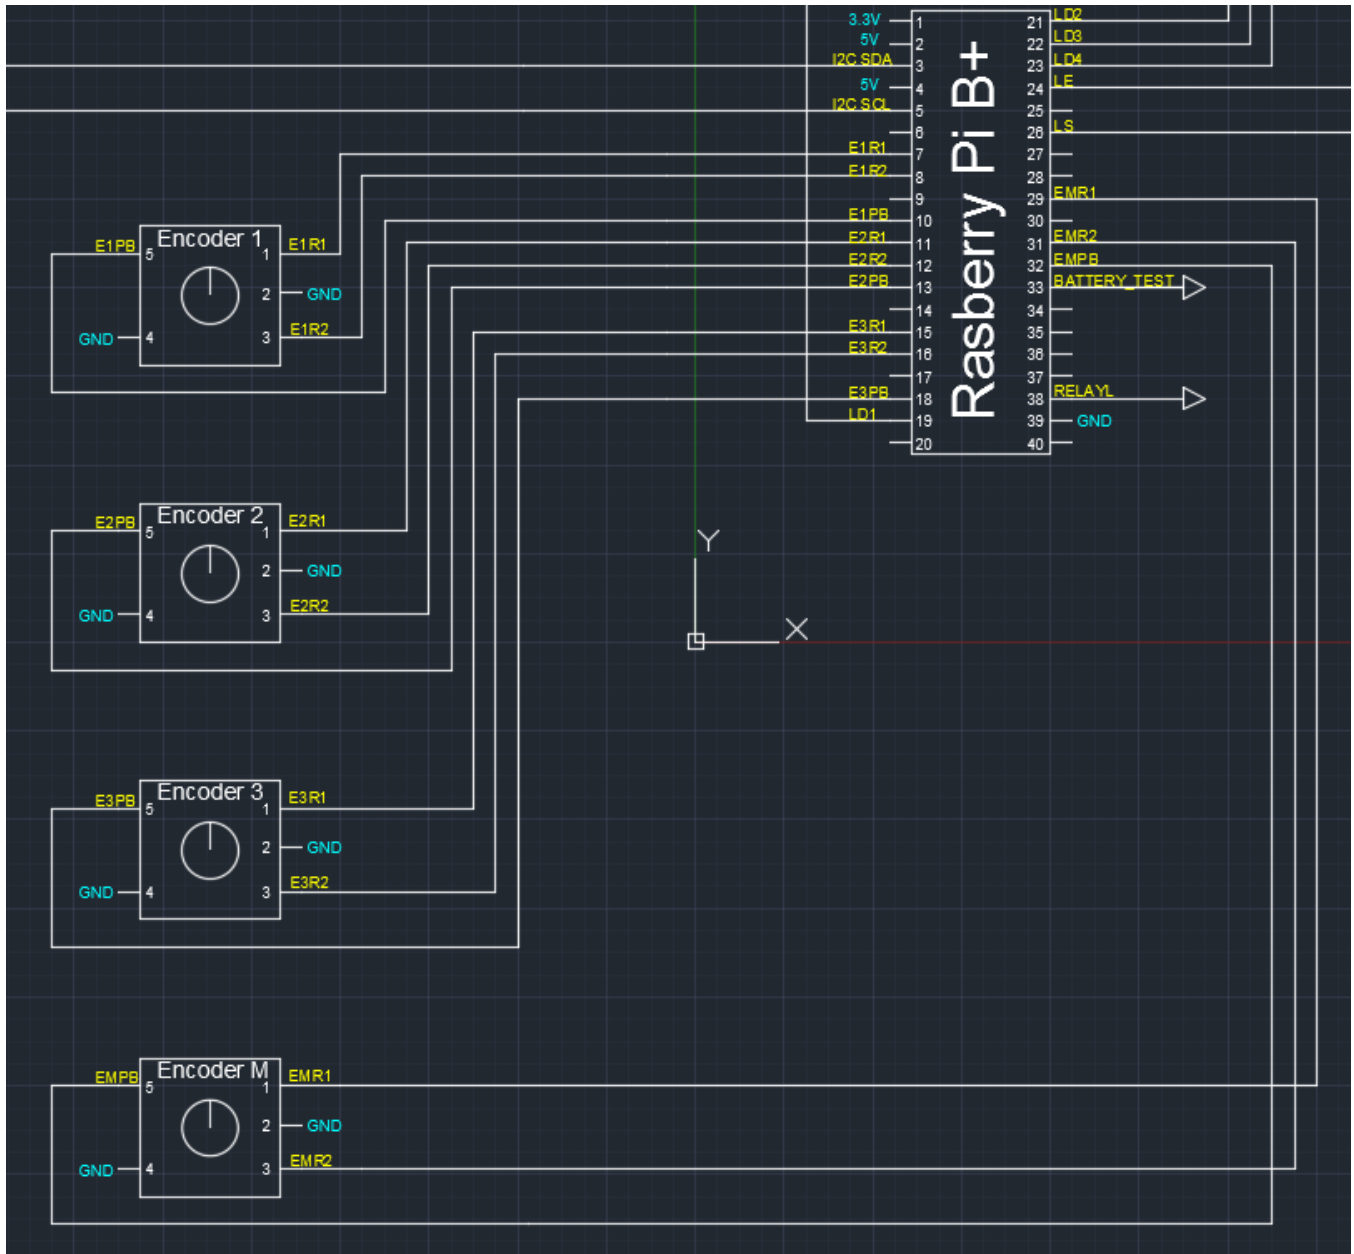 3.3V 1 21 LD2
5V 2 22 LD3
I2C SDA 3 23 LD4
5V 4 24 LE
I2C SCL 5 25
6 26 LS
E1R1 7 27
E1R2 8 28
9 29 EMR1
E1PB 10 30
E2R1 11 31 EMR2
E2R2 12 32 EMPB
E2PB 13 33 BATTERY_TEST
14 34
E3R1 15 35
E3R2 16 36
17 37
E3PB 18 38 RELAYL
LD1 19 39 GND
20 40
Rasberry Pi B+
Encoder 1
E1PB 5 1 E1R1
2 GND
GND 4 3 E1R2
Encoder 2
E2PB 5 1 E2R1
2 GND
GND 4 3 E2R2
Y
X
Encoder 3
E3PB 5 1 E3R1
2 GND
GND 4 3 E3R2
Encoder M
EMPB 5 1 EMR1
2 GND
GND 4 3 EMR2